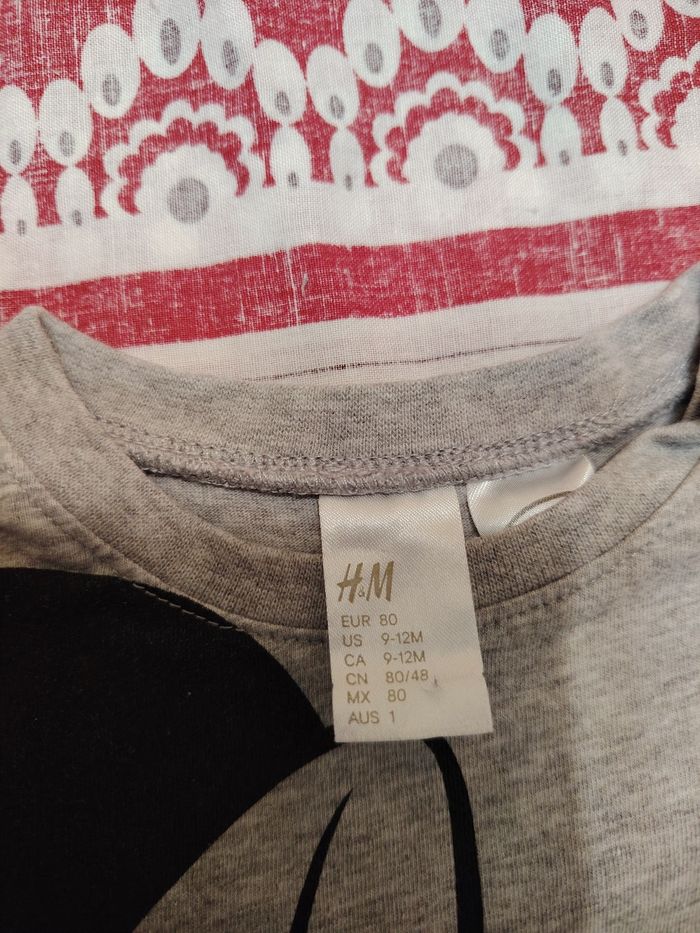 H&M
EUR 80
US 9-12M
CA 9-12M
CN 80/48
MX 80
AUS 1